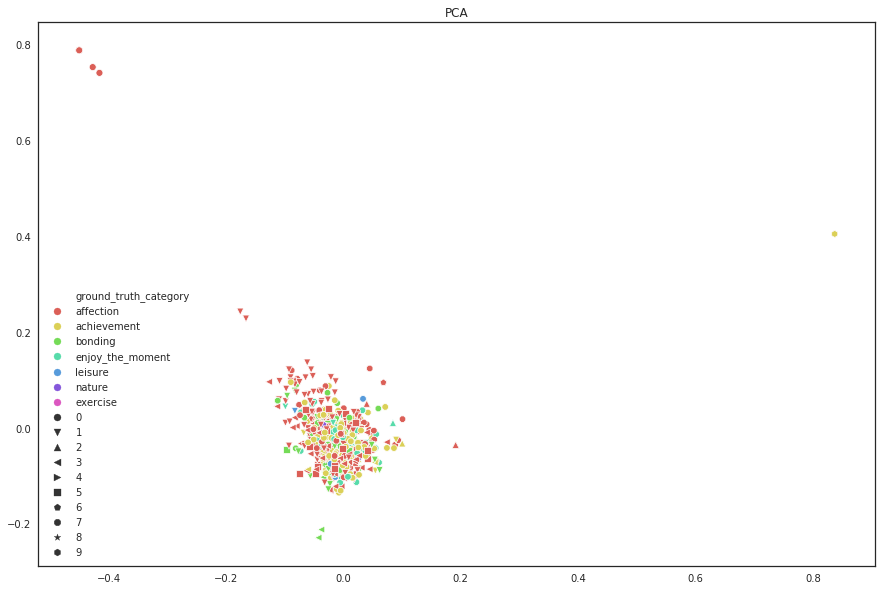 PCA
0.8
0.6
0.4
0.2
0.0
−0.2
ground_truth_category
affection
achievement
bonding
enjoy_the_moment
leisure
nature
exercise
0
1
2
3
4
5
6
7
8
9
−0.4 −0.2 0.0 0.2 0.4 0.6 0.8